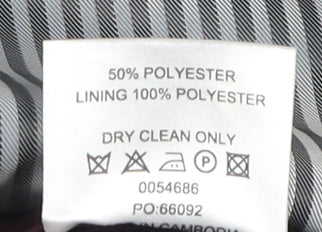 50% POLYESTER
LINING 100% POLYESTER
DRY CLEAN ONLY
P
0054686
PO:66092
IN CAMBODIA